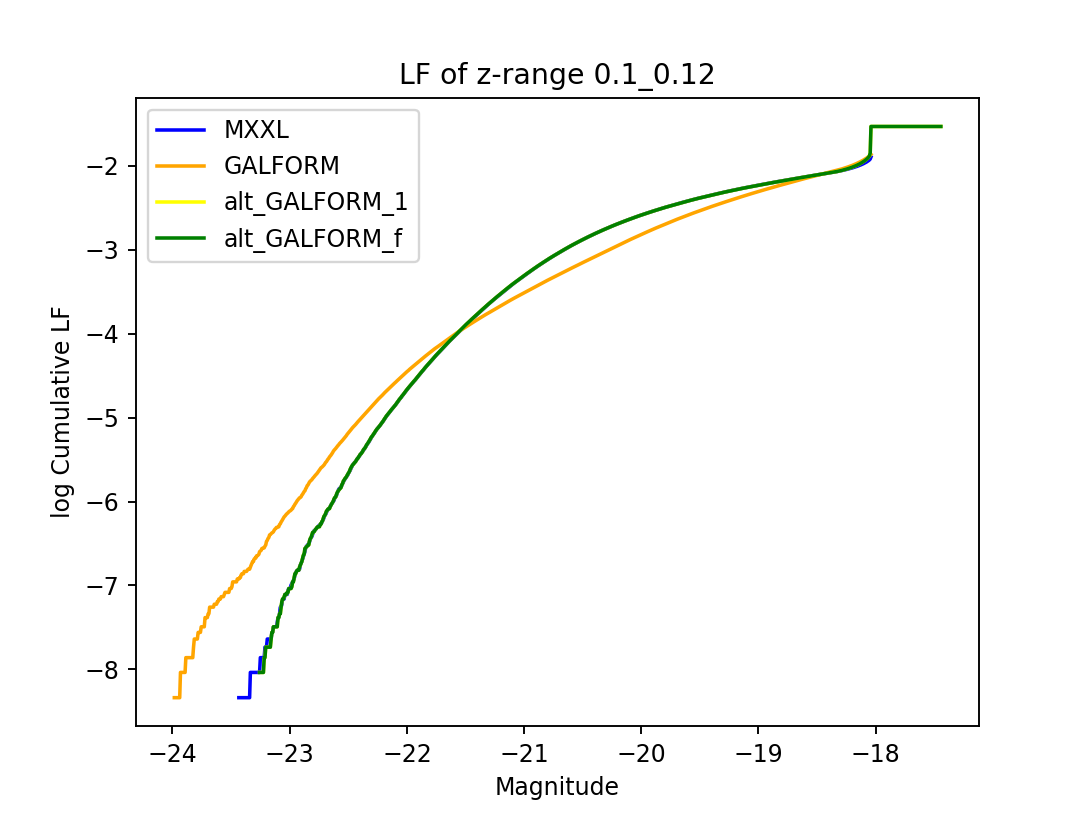 LF of z-range 0.1_0.12
MXXL
GALFORM
alt_GALFORM_1
alt_GALFORM_f
log Cumulative LF
−2
−3
−4
−5
−6
−7
−8
−24 −23 −22 −21 −20 −19 −18
Magnitude